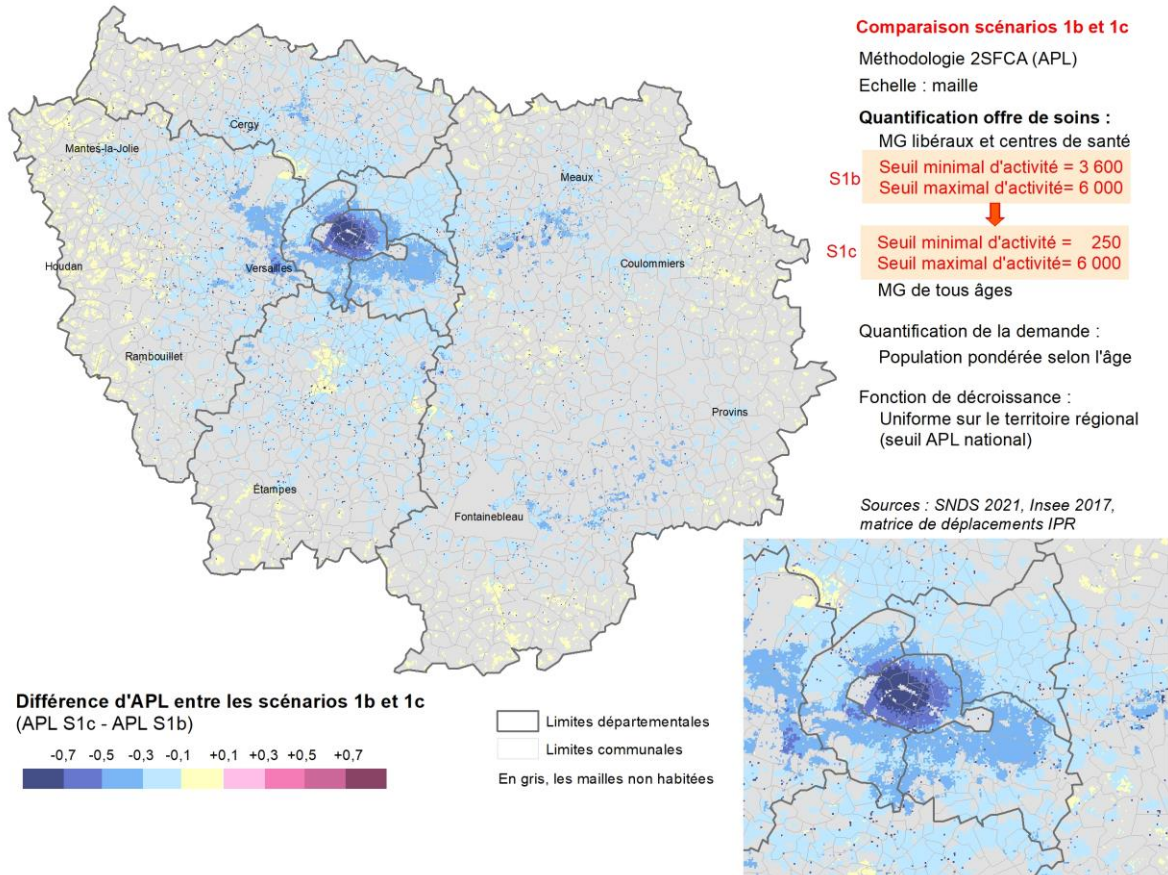 Comparaison scénarios 1b et 1c
Méthodologie 2SFCA (APL)
Echelle : maille
Quantification offre de soins :
MG libéraux et centres de santé
S1b
Seuil minimal d'activité = 3 600
Seuil maximal d'activité= 6 000
S1c
Seuil minimal d'activité = 250
Seuil maximal d'activité= 6 000
MG de tous âges
Quantification de la demande :
Population pondérée selon l'âge
Fonction de décroissance :
Uniforme sur le territoire régional
(seuil APL national)
Sources : SNDS 2021, Insee 2017,
matrice de déplacements IPR
Cergy
Mantes-la-Jolie
Meaux
Houdan
Versailles
Coulommiers
Rambouillet
Provins
Étampes
Fontainebleau
Différence d'APL entre les scénarios 1b et 1c
(APL S1c - APL S1b)
-0,7 -0,5 -0,3 -0,1 +0,1 +0,3 +0,5 +0,7
Limites départementales
Limites communales
En gris, les mailles non habitées